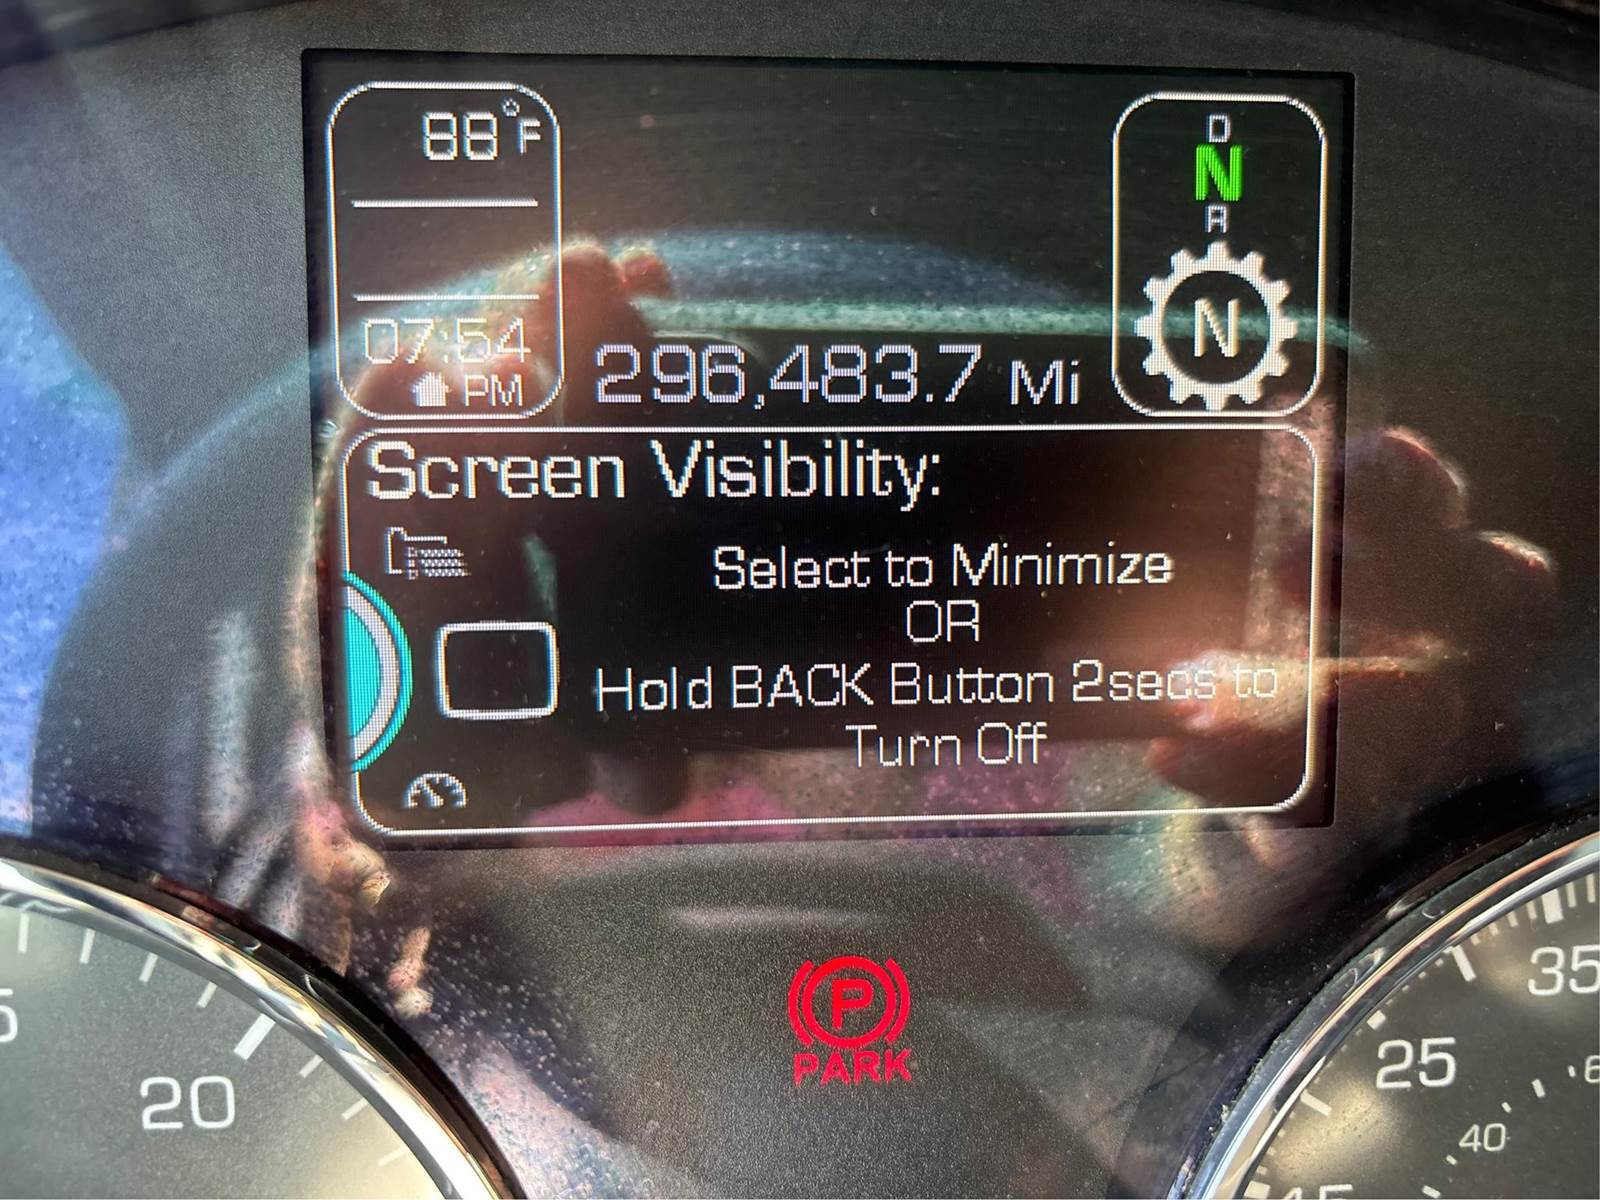 88°F
07:54
PM
296,483.7 Mi
D
N
R
N
Screen Visibility:
Select to Minimize
OR
Hold BACK Button 2secs to
Turn Off
P
PARK
20
35
25
40